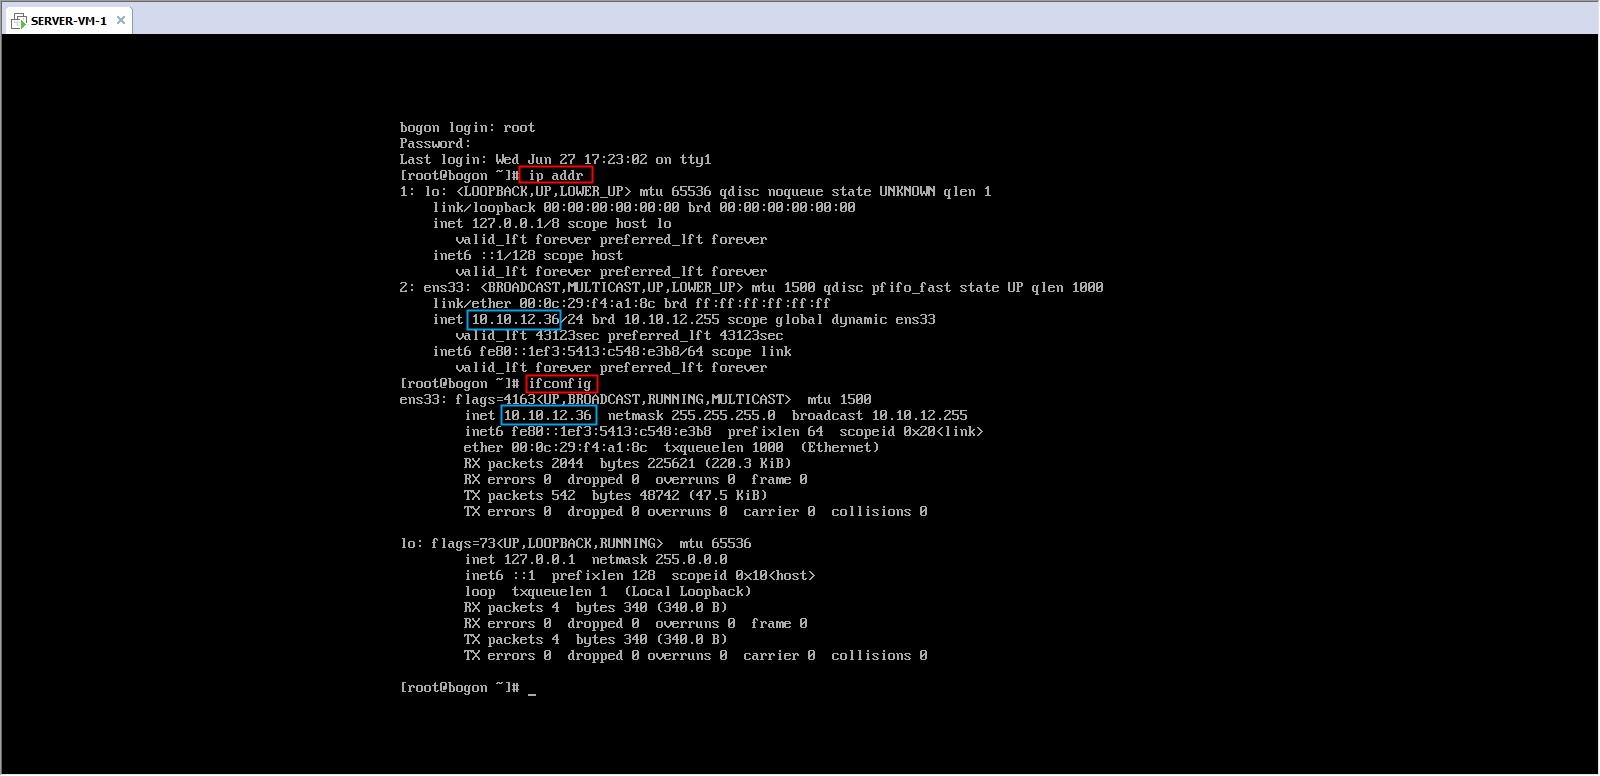 SERVER-VM-1 ×
bogon login: root
Password:
Last login: Wed Jun 27 17:23:02 on tty1
[root@bogon ~]# ip addr
1: lo: <LOOPBACK,UP,LOWER_UP> mtu 65536 qdisc noqueue state UNKNOWN qlen 1
    link/loopback 00:00:00:00:00:00 brd 00:00:00:00:00:00
    inet 127.0.0.1/8 scope host lo
       valid_lft forever preferred_lft forever
    inet6 ::1/128 scope host
       valid_lft forever preferred_lft forever
2: ens33: <BROADCAST,MULTICAST,UP,LOWER_UP> mtu 1500 qdisc pfifo_fast state UP qlen 1000
    link/ether 00:0c:29:f4:a1:8c brd ff:ff:ff:ff:ff:ff
    inet 10.10.12.36/24 brd 10.10.12.255 scope global dynamic ens33
       valid_lft 43123sec preferred_lft 43123sec
    inet6 fe80::1ef3:5413:c548:e3b8/64 scope link
       valid_lft forever preferred_lft forever
[root@bogon ~]# ifconfig
ens33: flags=4163<UP,BROADCAST,RUNNING,MULTICAST>  mtu 1500
        inet 10.10.12.36  netmask 255.255.255.0  broadcast 10.10.12.255
        inet6 fe80::1ef3:5413:c548:e3b8  prefixlen 64  scopeid 0x20<link>
        ether 00:0c:29:f4:a1:8c  txqueuelen 1000  (Ethernet)
        RX packets 2044  bytes 225621 (220.3 KiB)
        RX errors 0  dropped 0  overruns 0  frame 0
        TX packets 542  bytes 48742 (47.5 KiB)
        TX errors 0  dropped 0 overruns 0  carrier 0  collisions 0
lo: flags=73<UP,LOOPBACK,RUNNING>  mtu 65536
        inet 127.0.0.1  netmask 255.0.0.0
        inet6 ::1  prefixlen 128  scopeid 0x10<host>
        loop  txqueuelen 1  (Local Loopback)
        RX packets 4  bytes 340 (340.0 B)
        RX errors 0  dropped 0  overruns 0  frame 0
        TX packets 4  bytes 340 (340.0 B)
        TX errors 0  dropped 0 overruns 0  carrier 0  collisions 0
[root@bogon ~]# _